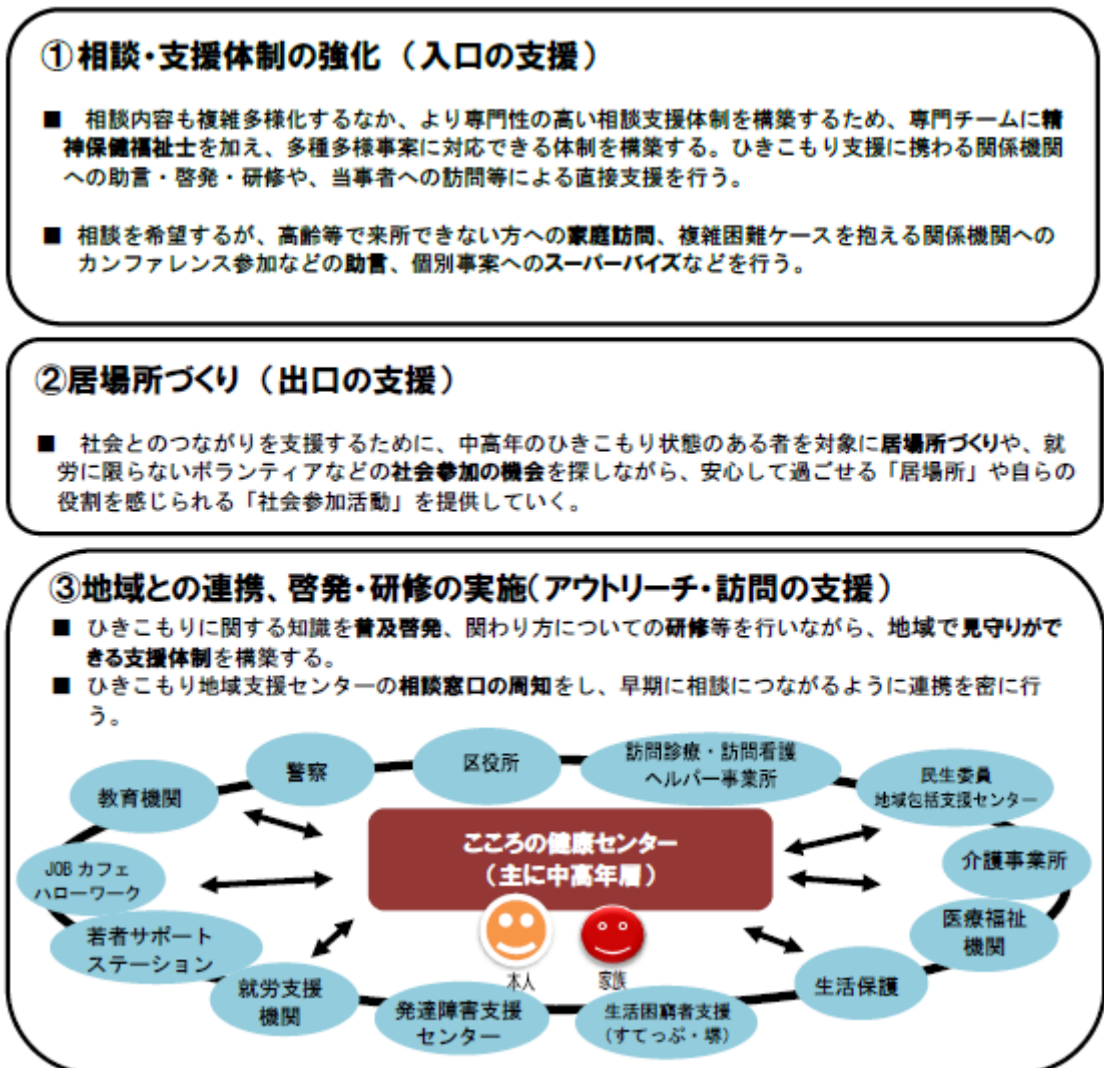 ①相談・支援体制の強化（入口の支援）
■ 相談内容も複雑多様化するなか、より専門性の高い相談支援体制を構築するため、専門チームに精
神保健福祉士を加え、多種多様事案に対応できる体制を構築する。ひきこもり支援に携わる関係機関
への助言・啓発・研修や、当事者への訪問等による直接支援を行う。
■ 相談を希望するが、高齢等で来所できない方への家庭訪問、複雑困難ケースを抱える関係機関への
カンファレンス参加などの助言、個別事案へのスーパーバイズなどを行う。
②居場所づくり（出口の支援）
■ 社会とのつながりを支援するために、中高年のひきこもり状態のある者を対象に居場所づくりや、就
労に限らないボランティアなどの社会参加の機会を探しながら、安心して過ごせる「居場所」や自らの
役割を感じられる「社会参加活動」を提供していく。
③地域との連携、啓発・研修の実施（アウトリーチ・訪問の支援）
■ ひきこもりに関する知識を普及啓発、関わり方についての研修等を行いながら、地域で見守りがで
きる支援体制を構築する。
■ ひきこもり地域支援センターの相談窓口の周知をし、早期に相談につながるように連携を密に行
う。
教育機関
警察
区役所
訪問診療・訪問看護
ヘルパー事業所
民生委員
地域包括支援センター
JOBカフェ
ハローワーク
こころの健康センター
（主に中高年層）
介護事業所
若者サポート
ステーション
医療福祉
機関
本人
家族
就労支援
機関
発達障害支援
センター
生活困窮者支援
（すてっぷ・堺）
生活保護